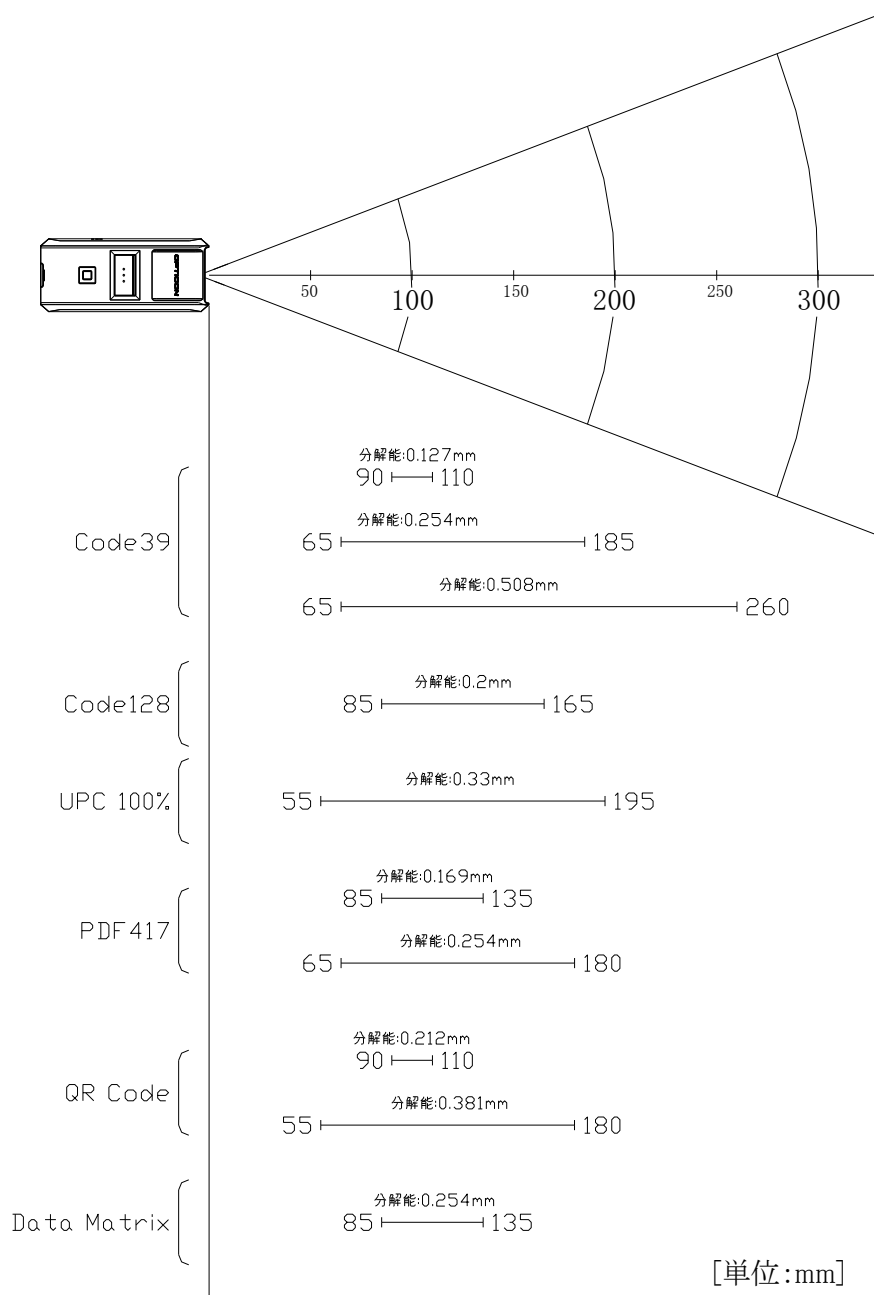 OPTICON
50
100
150
200
250
300
分解能:0.127mm
90 110
分解能:0.254mm
Code39
65 185
分解能:0.508mm
65 260
分解能:0.2mm
Code128
85 165
分解能:0.33mm
UPC 100%
55 195
分解能:0.169mm
85 135
PDF417
分解能:0.254mm
65 180
分解能:0.212mm
90 110
QR Code
分解能:0.381mm
55 180
分解能:0.254mm
Data Matrix
85 135
[単位:mm]